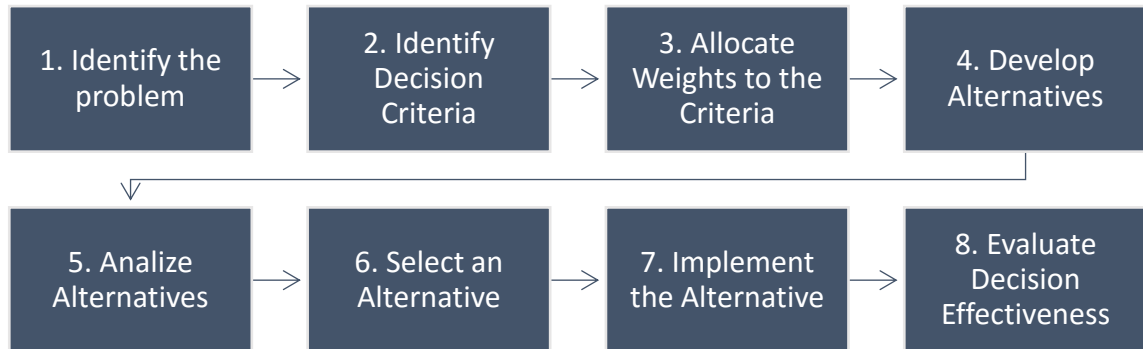 1. Identify the
problem
2. Identify
Decision
Criteria
3. Allocate
Weights to the
Criteria
4. Develop
Alternatives
5. Analize
Alternatives
6. Select an
Alternative
7. Implement
the Alternative
8. Evaluate
Decision
Effectiveness